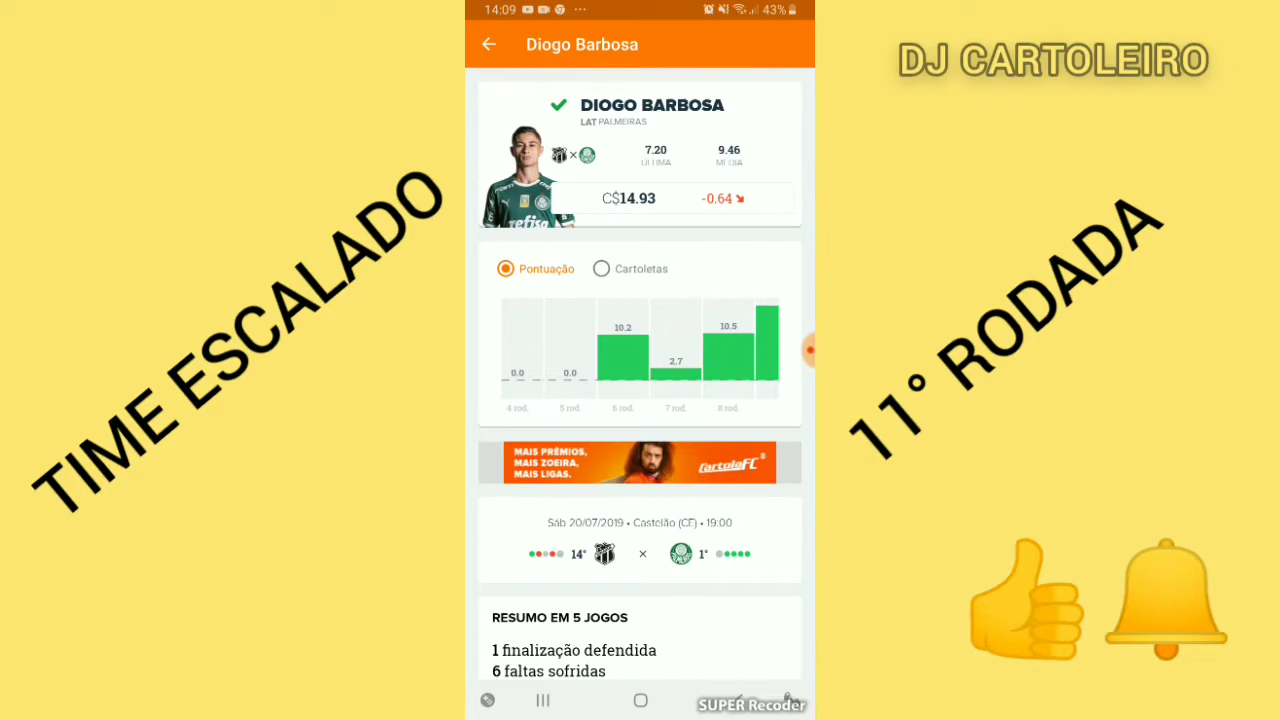 14:09
43%
Diogo Barbosa
DJ CARTOLEIRO
DIOGO BARBOSA
LAT PALMEIRAS
7.20 9.46
ÚLTIMA MÉDIA
C$14.93 -0.64
TIME ESCALADO
11° RODADA
Pontuação Cartoletas
0.0 0.0 10.2 2.7 10.5
4 rod. 5 rod. 6 rod. 7 rod. 8 rod.
MAIS PRÊMIOS,
MAIS ZOEIRA,
MAIS LIGAS.
CartolaFC
Sáb 20/07/2019 • Castelão (CE) • 19:00
14° × 1°
RESUMO EM 5 JOGOS
1 finalização defendida
6 faltas sofridas
SUPER Recoder